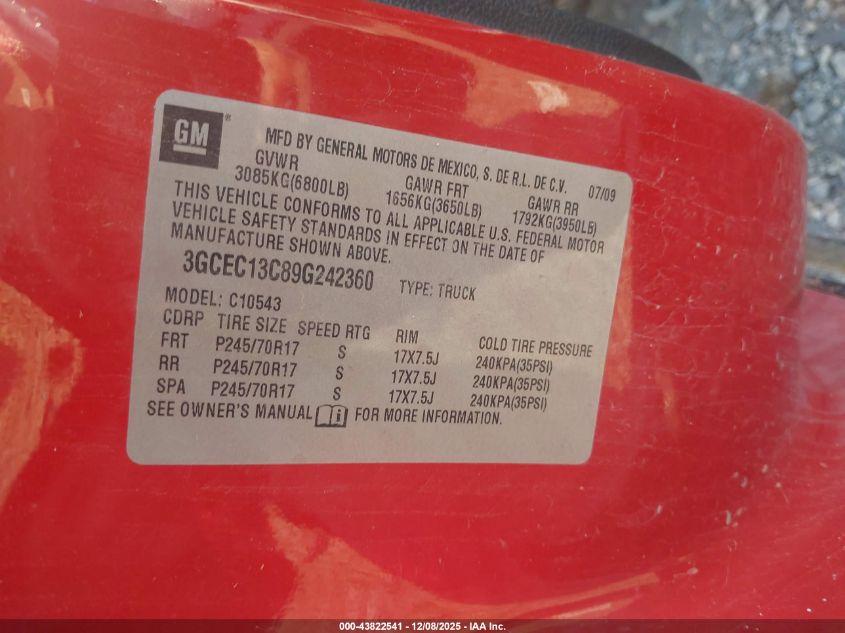 GM ®
MFD BY GENERAL MOTORS DE MEXICO, S. DE R.L. DE C.V. 07/09
GVWR GAWR FRT GAWR RR
3085KG(6800LB) 1656KG(3650LB) 1792KG(3950LB)
THIS VEHICLE CONFORMS TO ALL APPLICABLE U.S. FEDERAL MOTOR
VEHICLE SAFETY STANDARDS IN EFFECT ON THE DATE OF
MANUFACTURE SHOWN ABOVE.
3GCEC13C89G242360 TYPE: TRUCK
MODEL: C10543
CDRP TIRE SIZE SPEED RTG RIM COLD TIRE PRESSURE
FRT P245/70R17 S 17X7.5J 240KPA(35PSI)
RR P245/70R17 S 17X7.5J 240KPA(35PSI)
SPA P245/70R17 S 17X7.5J 240KPA(35PSI)
SEE OWNER'S MANUAL FOR MORE INFORMATION.
000-43822541 - 12/08/2025 - IAA Inc.